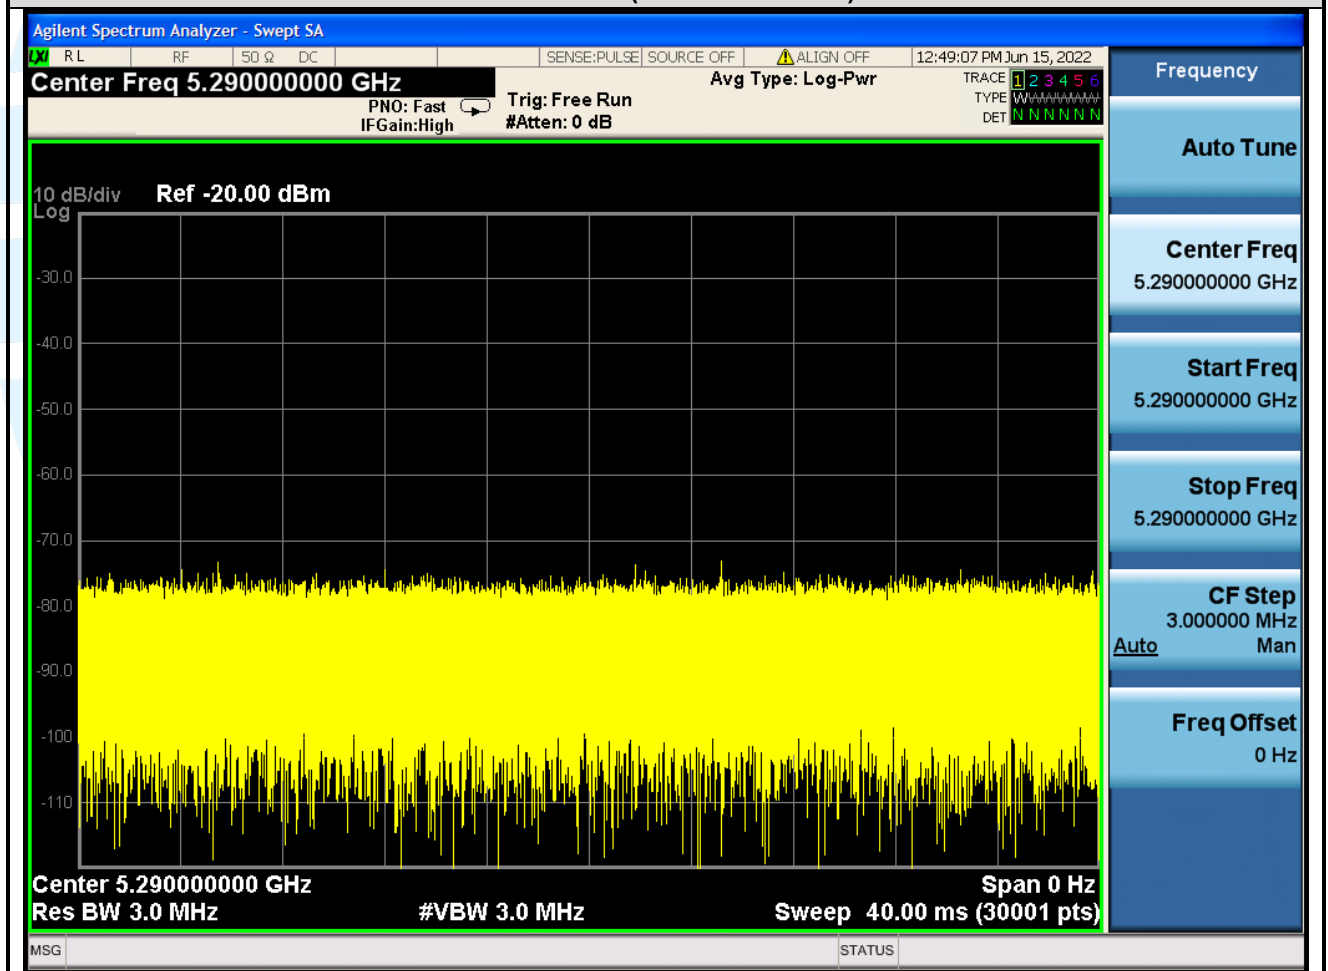 Agilent Spectrum Analyzer - Swept SA
LXI RL RF 50 Ω DC SENSE:PULSE SOURCE OFF ALIGN OFF 12:49:07 PM Jun 15, 2022
Center Freq 5.290000000 GHz
Avg Type: Log-Pwr
TRACE 1 2 3 4 5 6
TYPE
DET N N N N N N
PNO: Fast
IFGain:High
Trig: Free Run
#Atten: 0 dB
10 dB/div
Log
Ref -20.00 dBm
-30.0
-40.0
-50.0
-60.0
-70.0
-80.0
-90.0
-100
-110
Center 5.290000000 GHz
Span 0 Hz
Res BW 3.0 MHz
#VBW 3.0 MHz
Sweep 40.00 ms (30001 pts)
MSG
STATUS
Frequency
Auto Tune
Center Freq
5.290000000 GHz
Start Freq
5.290000000 GHz
Stop Freq
5.290000000 GHz
CF Step
3.000000 MHz
Auto Man
Freq Offset
0 Hz